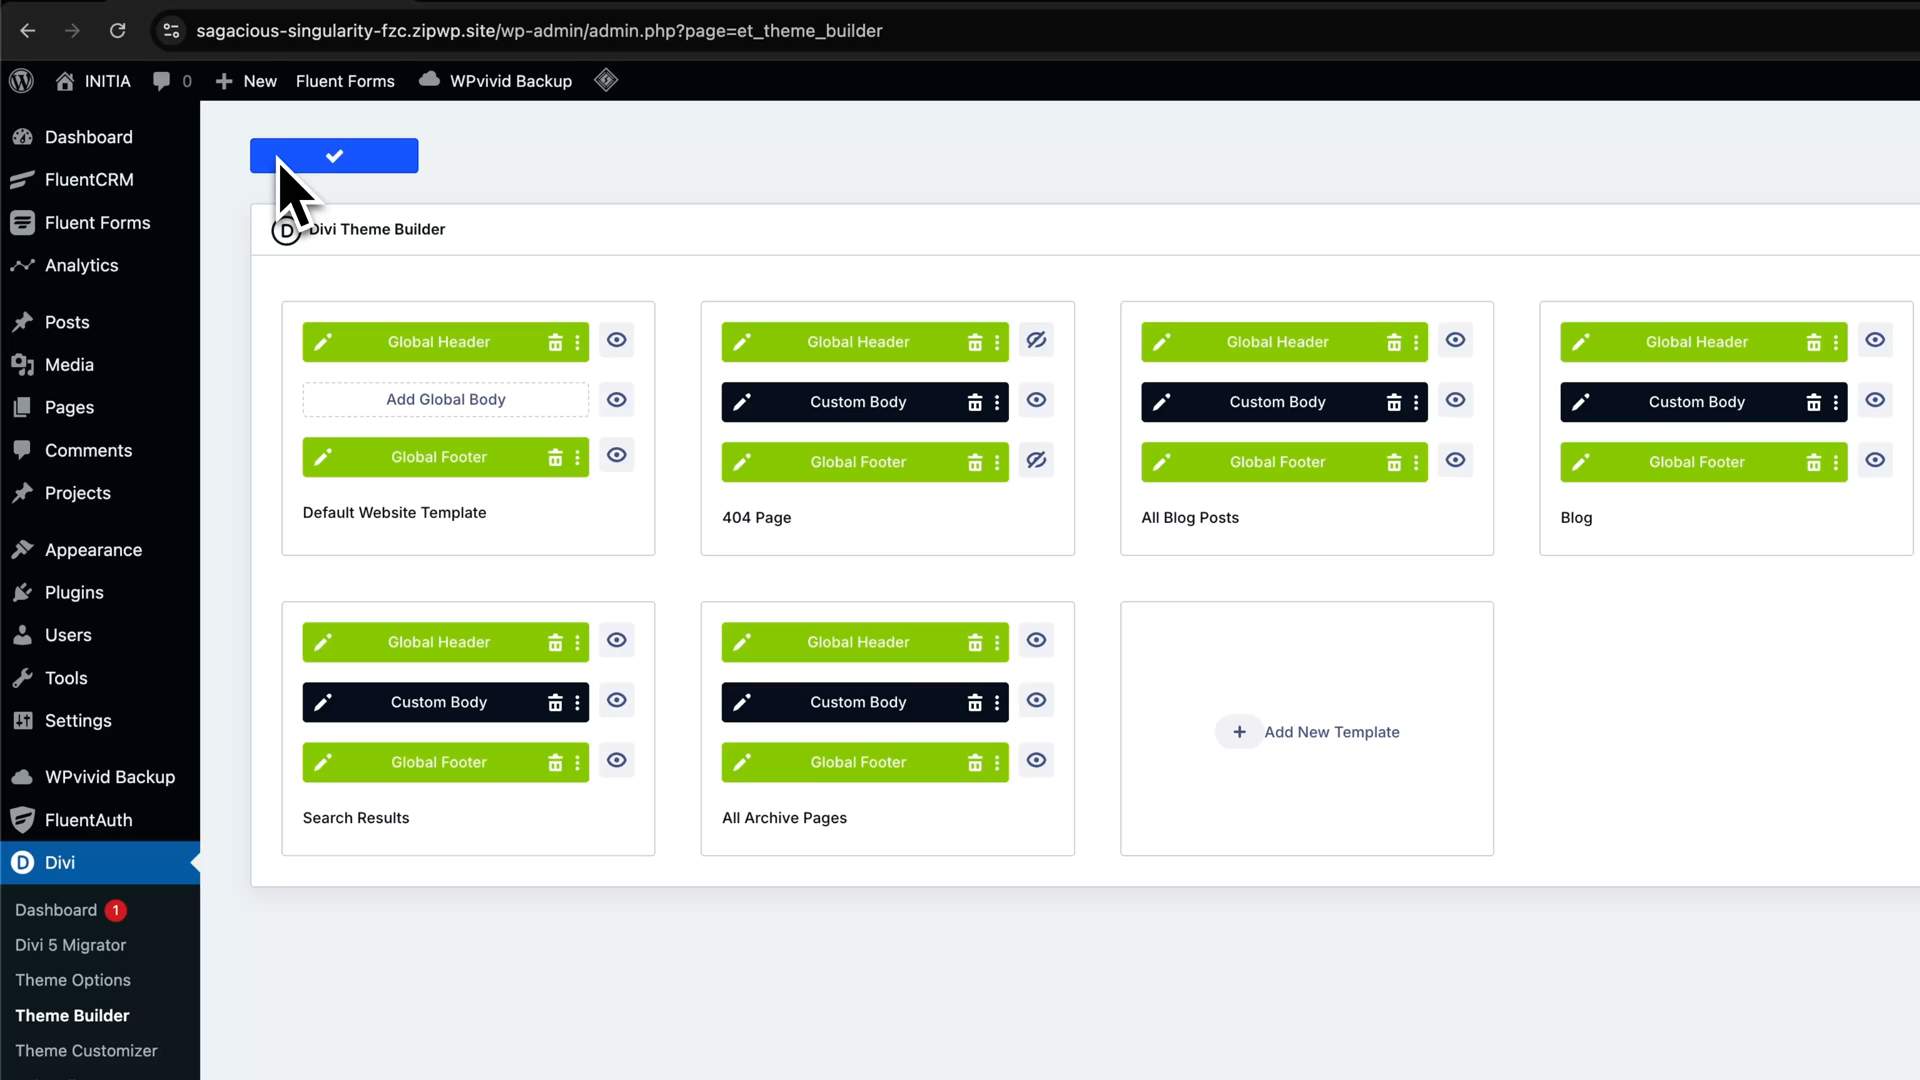 sagacious-singularity-fzc.zipwp.site/wp-admin/admin.php?page=et_theme_builder
INITIA 0 New Fluent Forms WPvivid Backup
Dashboard
FluentCRM
Fluent Forms
Analytics
Posts
Media
Pages
Comments
Projects
Appearance
Plugins
Users
Tools
Settings
WPvivid Backup
FluentAuth
Divi
Dashboard 1
Divi 5 Migrator
Theme Options
Theme Builder
Theme Customizer
D Divi Theme Builder
Global Header
Add Global Body
Global Footer
Default Website Template
Global Header
Custom Body
Global Footer
404 Page
Global Header
Custom Body
Global Footer
All Blog Posts
Global Header
Custom Body
Global Footer
Blog
Global Header
Custom Body
Global Footer
Search Results
Global Header
Custom Body
Global Footer
All Archive Pages
Add New Template